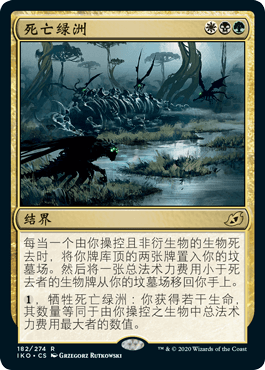 死亡绿洲
结界
每当一个由你操控且非衍生物的生物死
去时，将你牌库顶的两张牌置入你的坟
墓场。然后将一张总法术力费用小于死
去者的生物牌从你的坟墓场移回你手上。
1，牺牲死亡绿洲：你获得若干生命，
其数量等同于由你操控之生物中总法术
力费用最大者的数值。
182/274 R
IKO • CS GRZEGORZ RUTKOWSKI
™ & © 2020 Wizards of the Coast